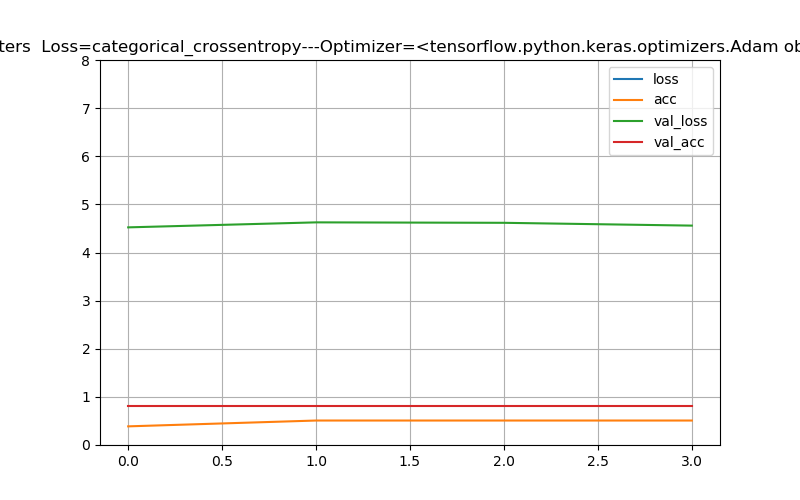 ters  Loss=categorical_crossentropy---Optimizer=<tensorflow.python.keras.optimizers.Adam ob
8
7
6
5
4
3
2
1
0
loss
acc
val_loss
val_acc
0.0 0.5 1.0 1.5 2.0 2.5 3.0